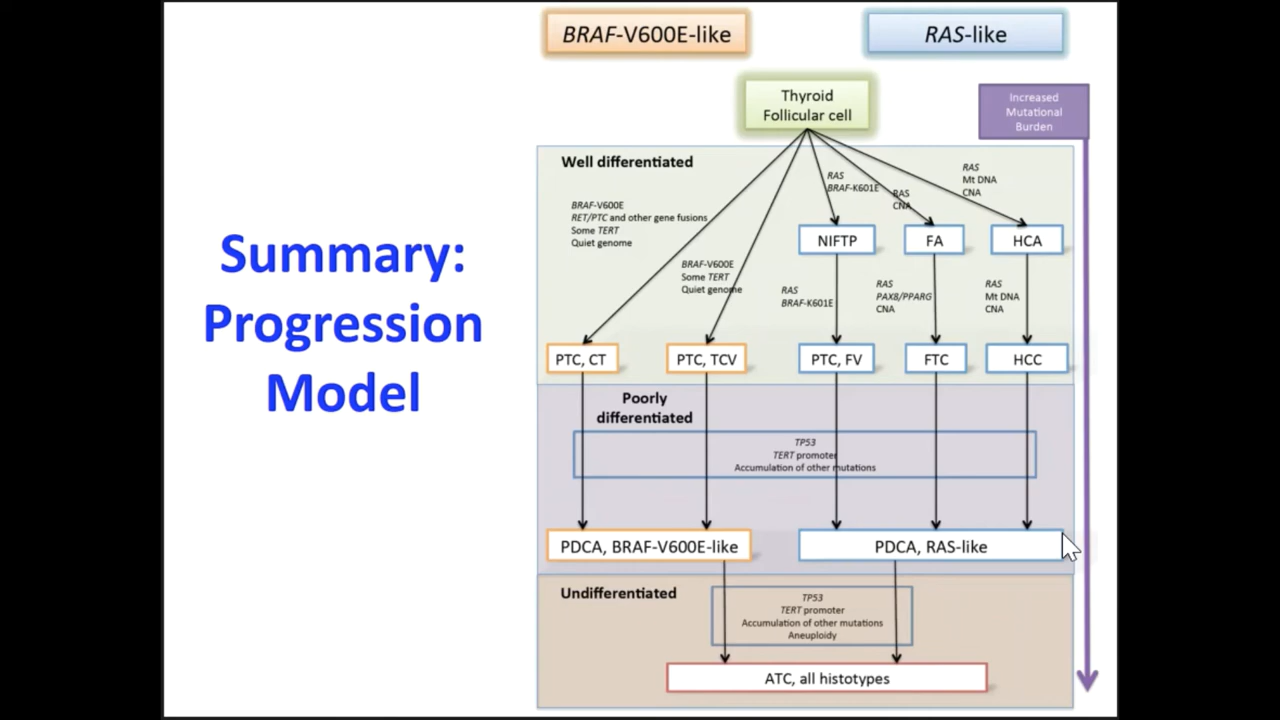 BRAF-V600E-like
RAS-like
Thyroid
Follicular cell
Increased
Mutational
Burden
Summary:
Progression
Model
Well differentiated
BRAF-V600E
RET/PTC and other gene fusions
Some TERT
Quiet genome
BRAF-V600E
Some TERT
Quiet genome
RAS
BRAF-K601E
RAS
CNA
RAS
Mt DNA
CNA
NIFTP
FA
HCA
RAS
BRAF-K601E
RAS
PAX8/PPARG
CNA
RAS
Mt DNA
CNA
PTC, CT
PTC, TCV
PTC, FV
FTC
HCC
Poorly
differentiated
TP53
TERT promoter
Accumulation of other mutations
PDCA, BRAF-V600E-like
PDCA, RAS-like
Undifferentiated
TP53
TERT promoter
Accumulation of other mutations
Aneuploidy
ATC, all histotypes